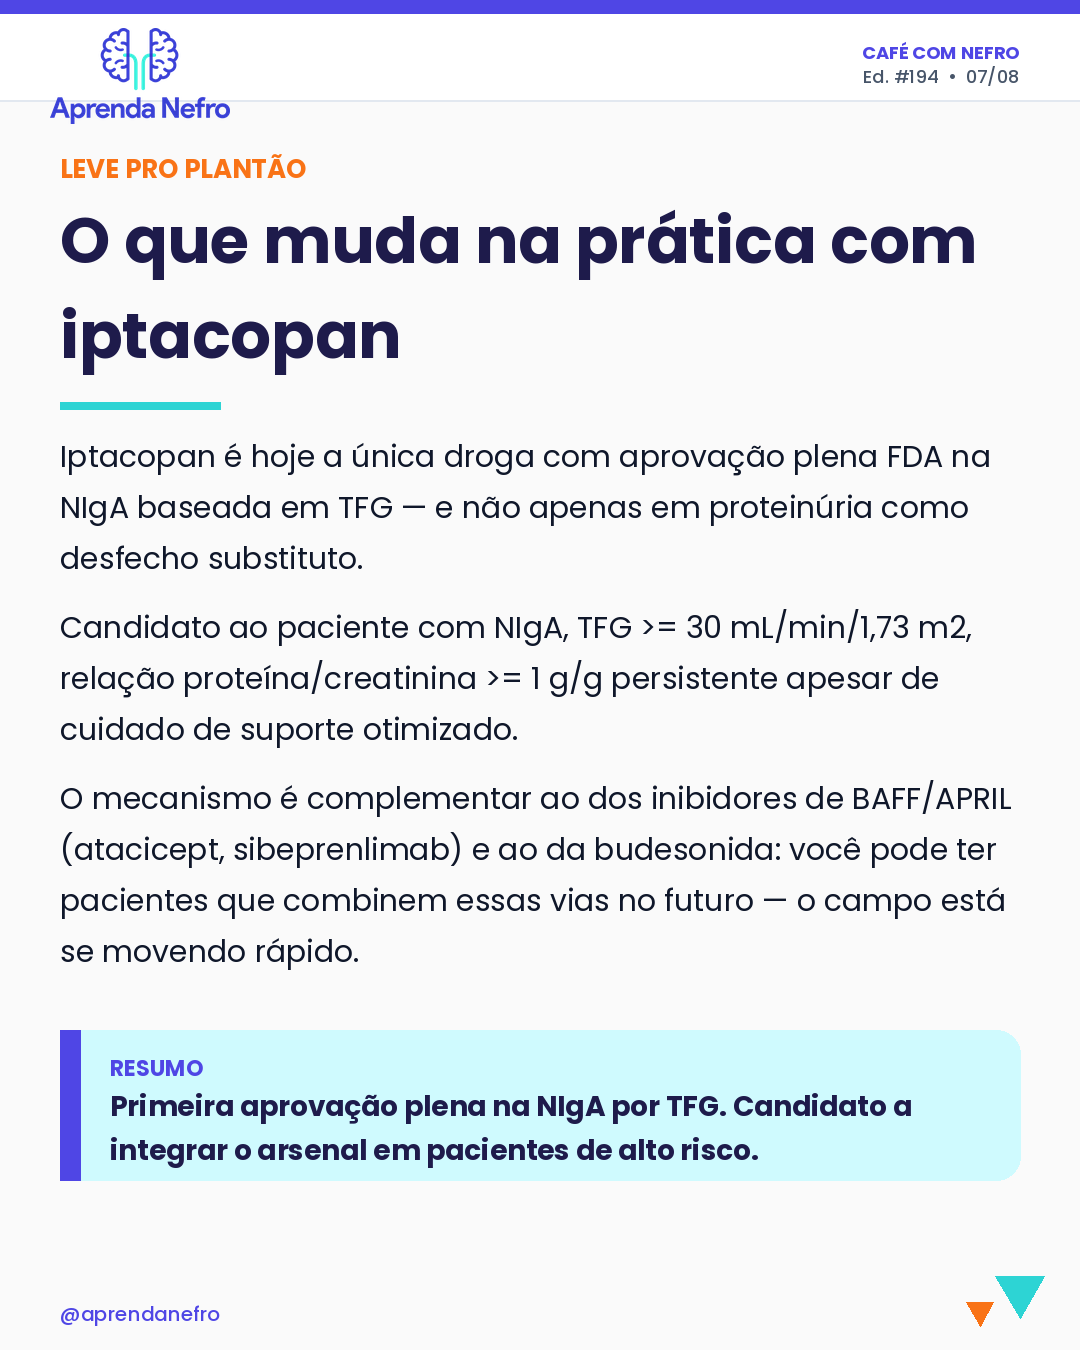 Aprenda Nefro
CAFÉ COM NEFRO
Ed. #194 • 07/08
LEVE PRO PLANTÃO
O que muda na prática com
iptacopan
Iptacopan é hoje a única droga com aprovação plena FDA na
NIgA baseada em TFG — e não apenas em proteinúria como
desfecho substituto.
Candidato ao paciente com NIgA, TFG >= 30 mL/min/1,73 m2,
relação proteína/creatinina >= 1 g/g persistente apesar de
cuidado de suporte otimizado.
O mecanismo é complementar ao dos inibidores de BAFF/APRIL
(atacicept, sibeprenlimab) e ao da budesonida: você pode ter
pacientes que combinem essas vias no futuro — o campo está
se movendo rápido.
RESUMO
Primeira aprovação plena na NIgA por TFG. Candidato a
integrar o arsenal em pacientes de alto risco.
@aprendanefro